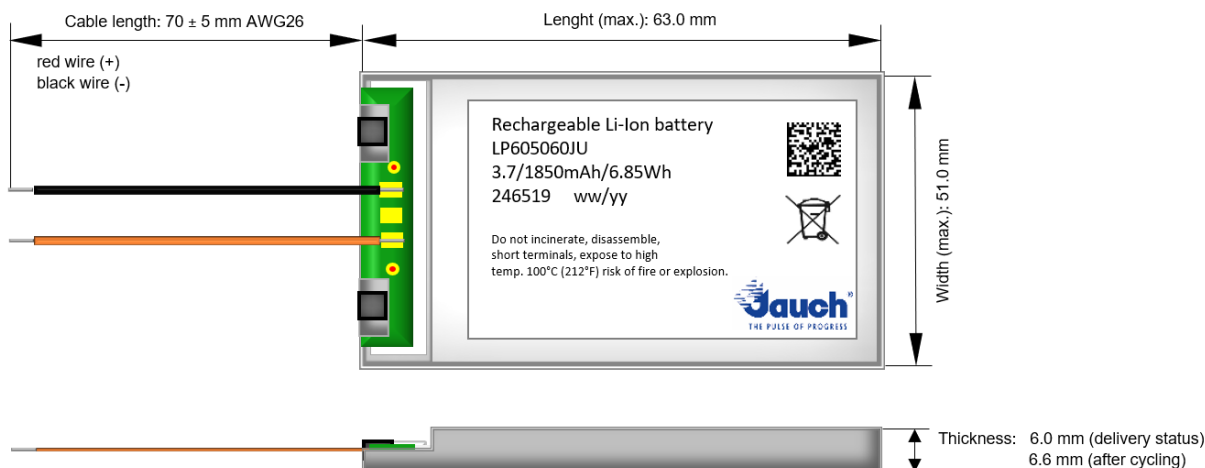 Cable length: 70 ± 5 mm AWG26
Lenght (max.): 63.0 mm
red wire (+)
black wire (-)
Rechargeable Li-Ion battery
LP605060JU
3.7/1850mAh/6.85Wh
246519 ww/yy
Do not incinerate, disassemble,
short terminals, expose to high
temp. 100°C (212°F) risk of fire or explosion.
Jauch®
THE PULSE OF PROGRESS
Width (max.): 51.0 mm
Thickness: 6.0 mm (delivery status)
6.6 mm (after cycling)